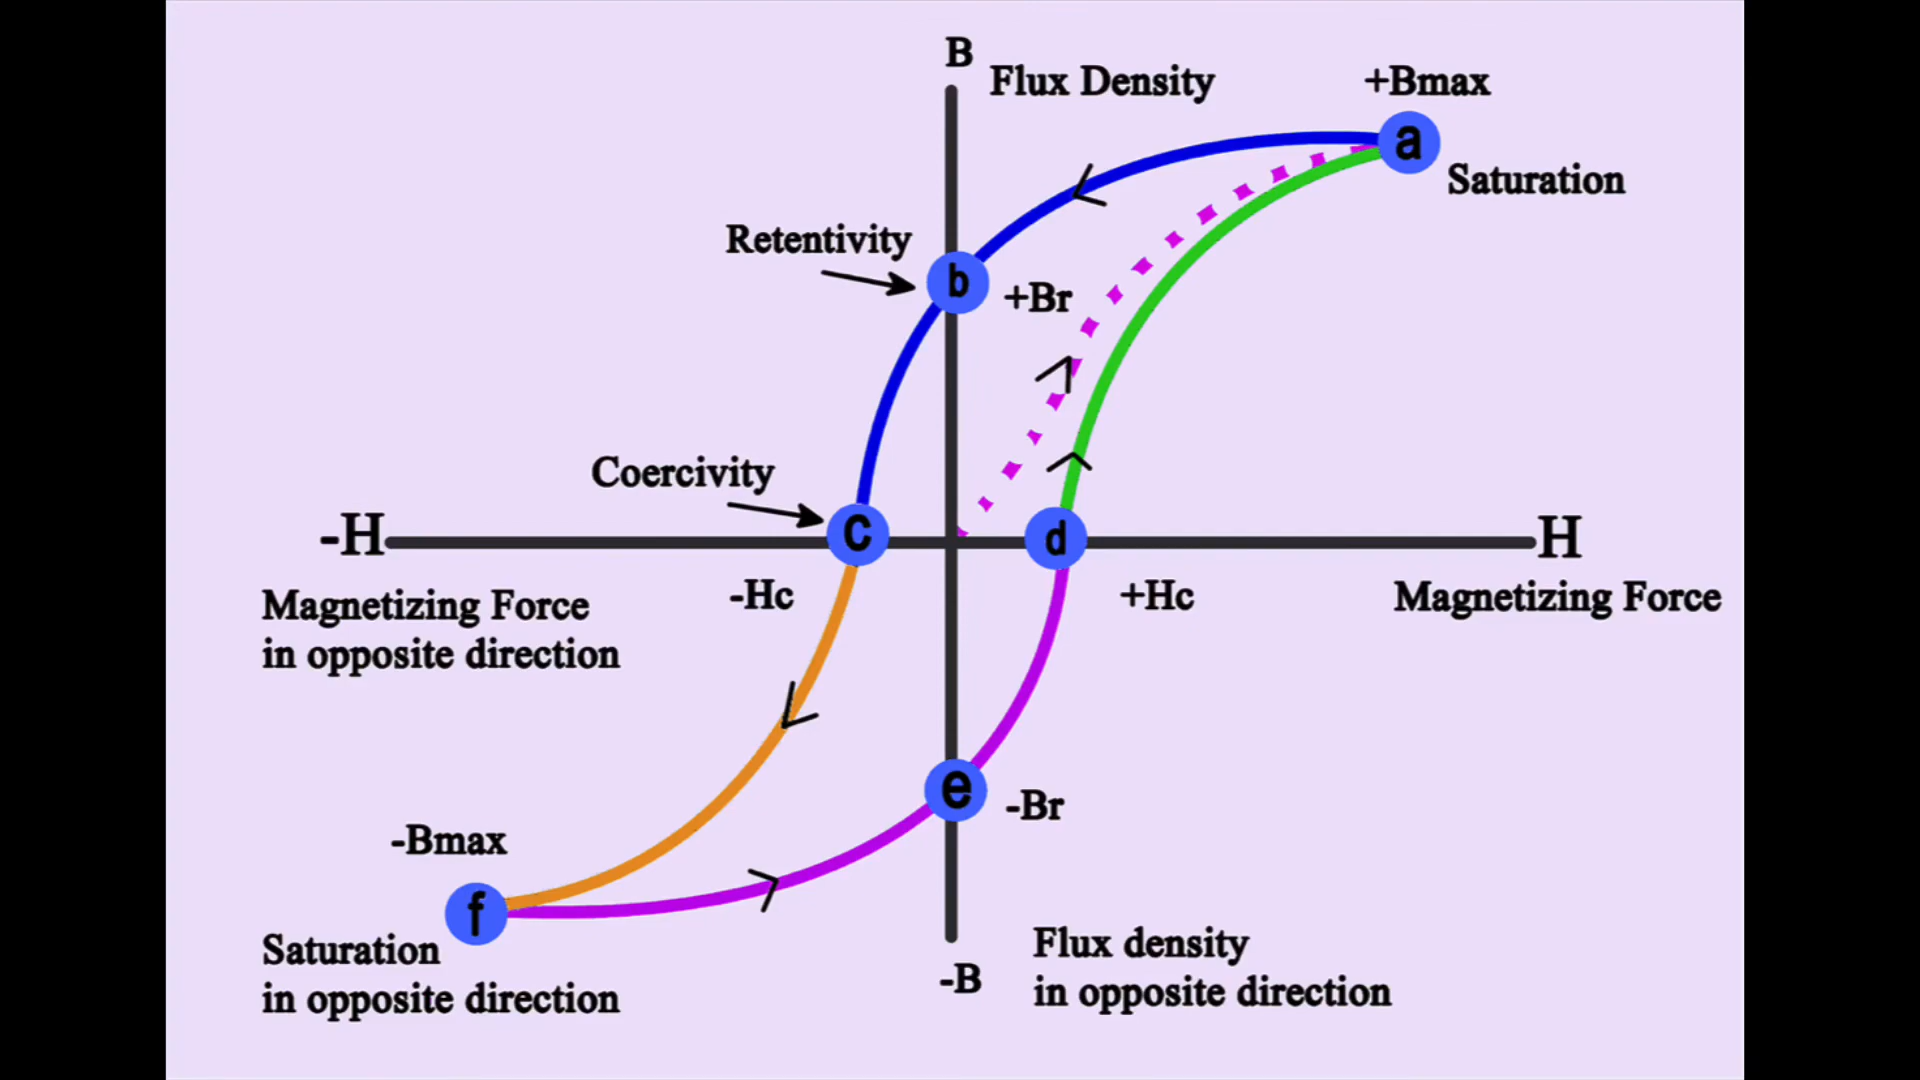 B
Flux Density
+Bmax
a
Saturation
Retentivity
b
+Br
Coercivity
-H
c
d
H
-Hc
+Hc
Magnetizing Force
in opposite direction
Magnetizing Force
e
-Br
-Bmax
f
Saturation
in opposite direction
-B
Flux density
in opposite direction